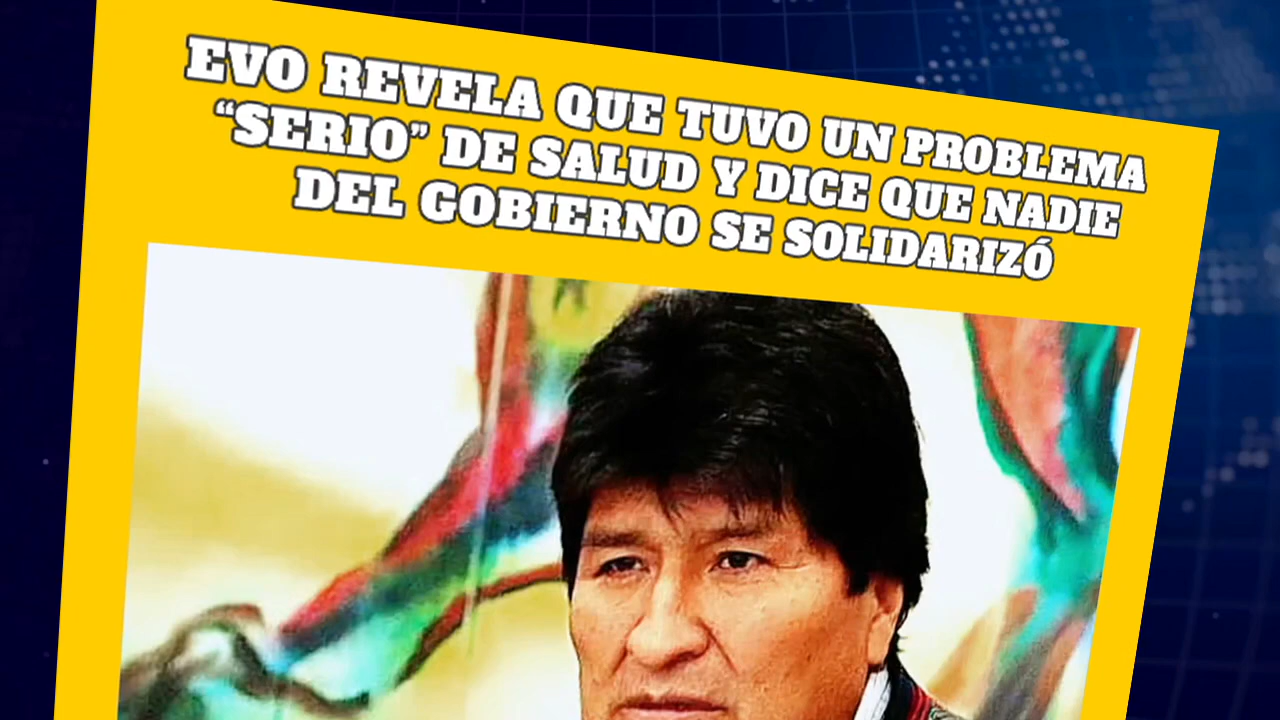 EVO REVELA QUE TUVO UN PROBLEMA
“SERIO” DE SALUD Y DICE QUE NADIE
DEL GOBIERNO SE SOLIDARIZÓ